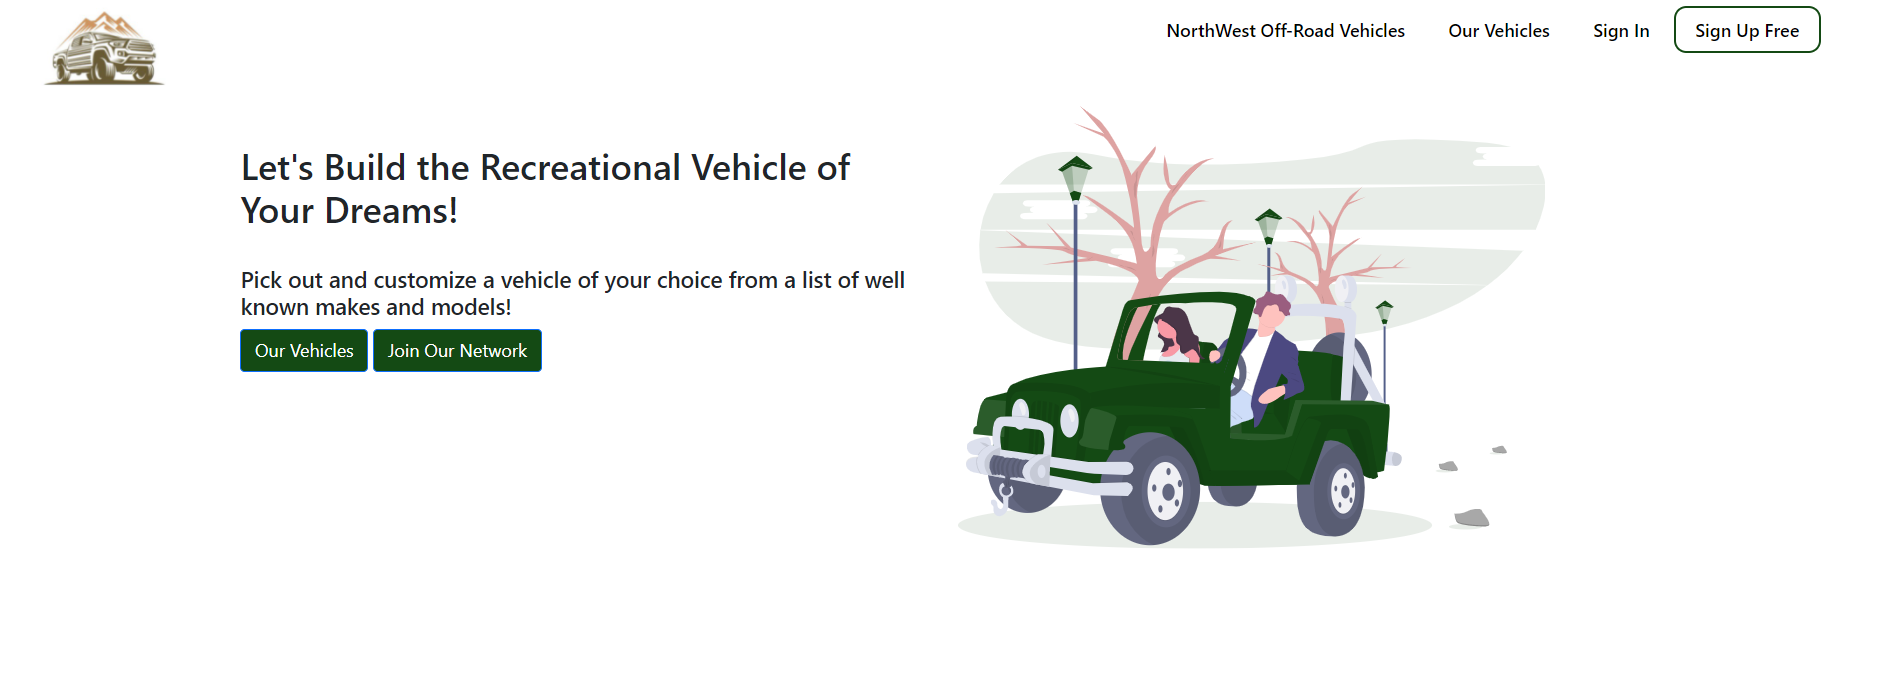 NorthWest Off-Road Vehicles
Our Vehicles
Sign In
Sign Up Free
Let's Build the Recreational Vehicle of
Your Dreams!
Pick out and customize a vehicle of your choice from a list of well
known makes and models!
Our Vehicles
Join Our Network